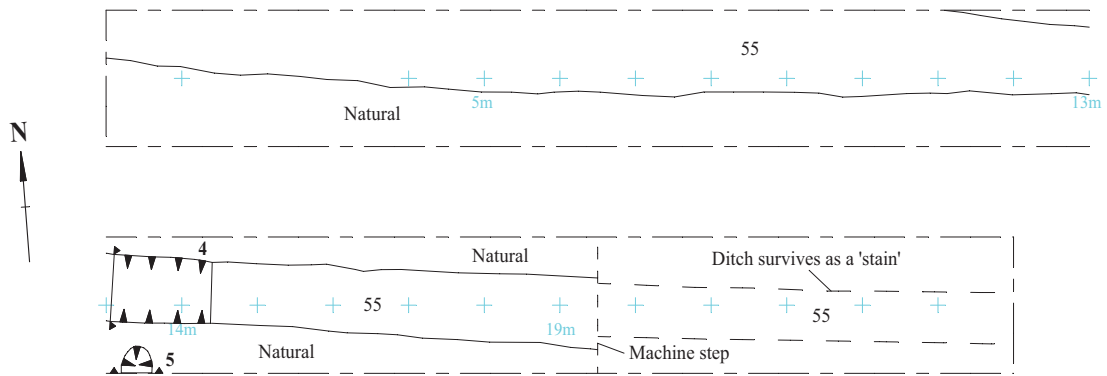 55
5m
13m
Natural
N
4
Natural
Ditch survives as a 'stain'
55
55
14m
19m
Natural
5
Machine step